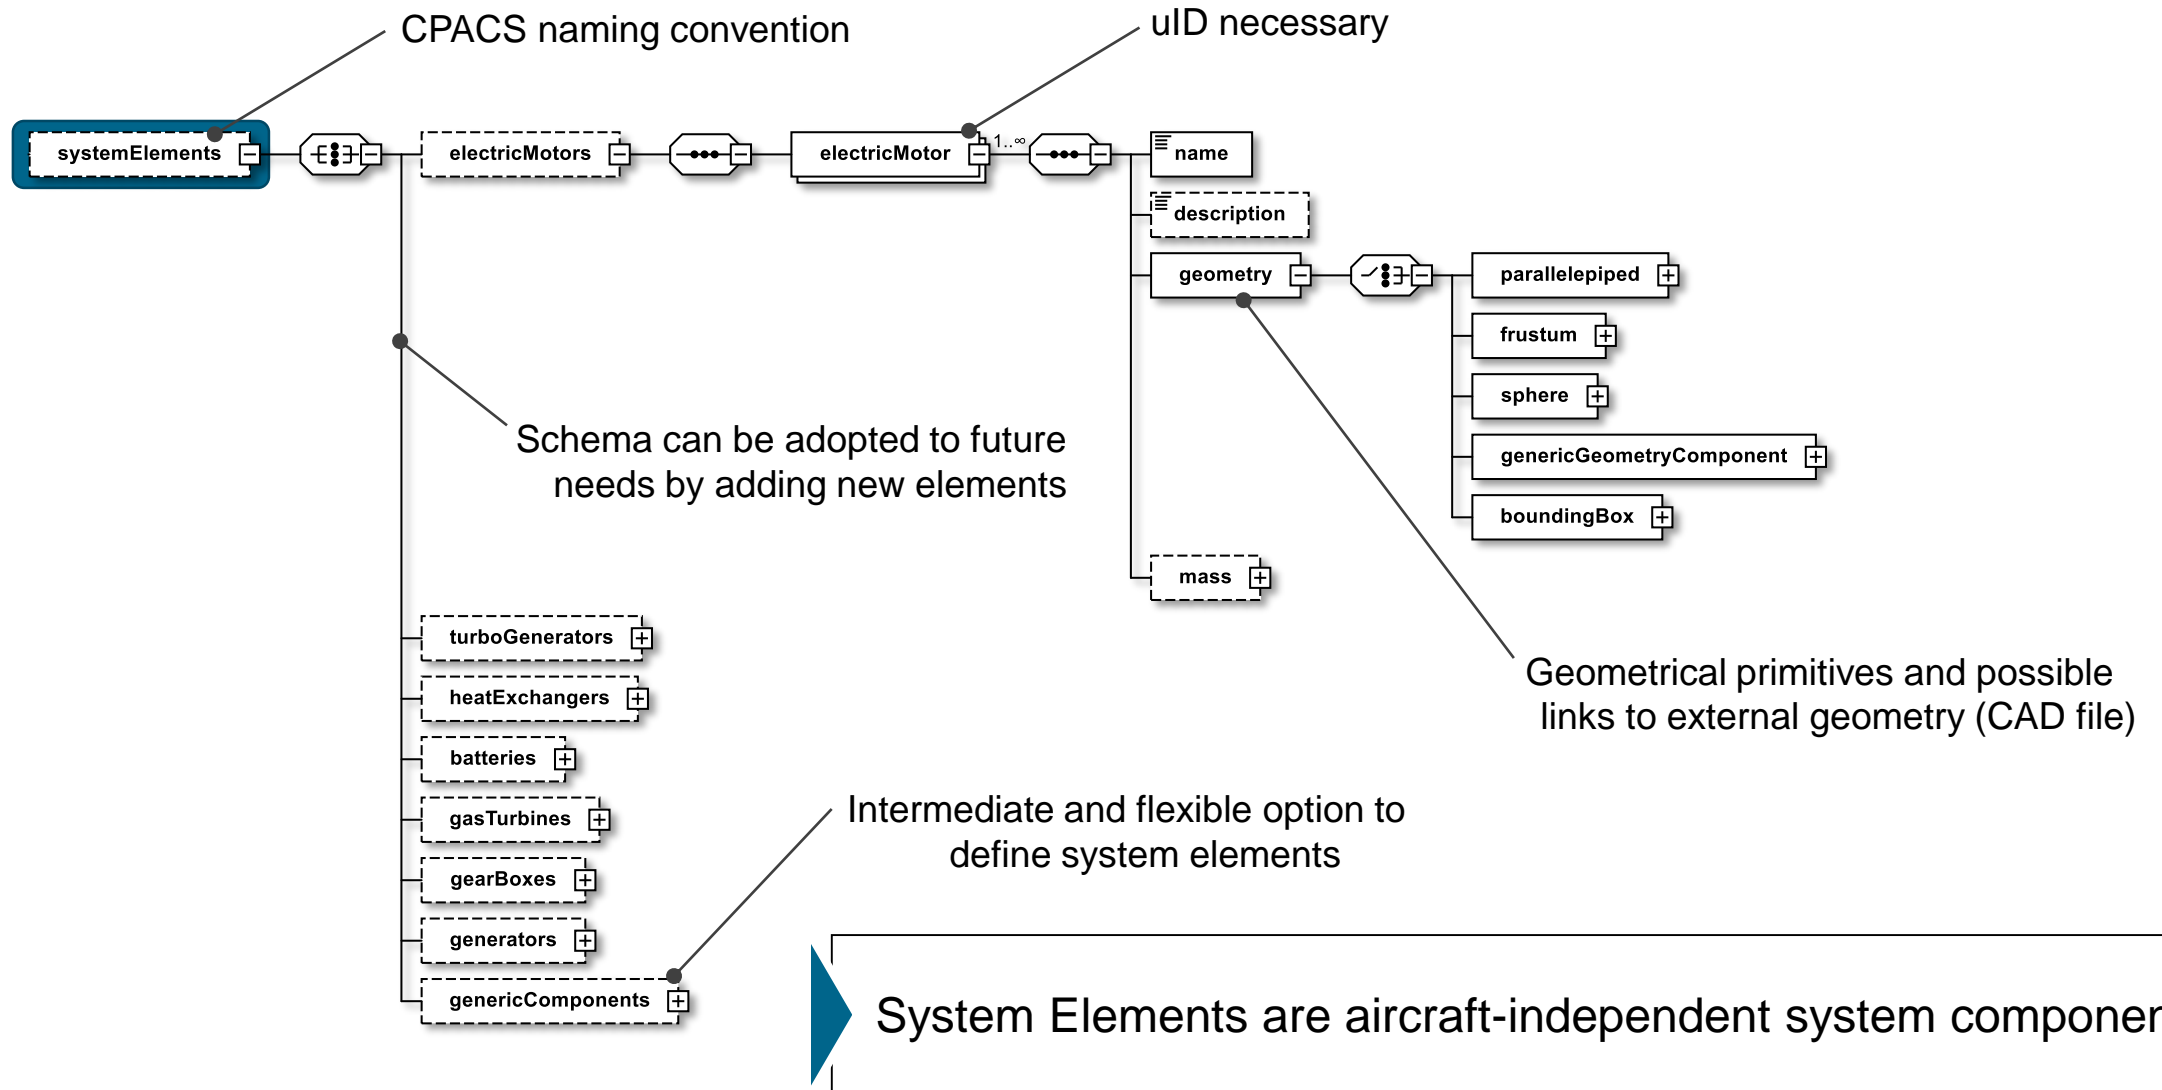 CPACS naming convention
uID necessary
systemElements
electricMotors
electricMotor
1..∞
name
description
geometry
parallelepiped
frustum
sphere
genericGeometryComponent
boundingBox
mass
Schema can be adopted to future
needs by adding new elements
turboGenerators
heatExchangers
batteries
gasTurbines
gearBoxes
generators
genericComponents
Geometrical primitives and possible
links to external geometry (CAD file)
Intermediate and flexible option to
define system elements
System Elements are aircraft-independent system